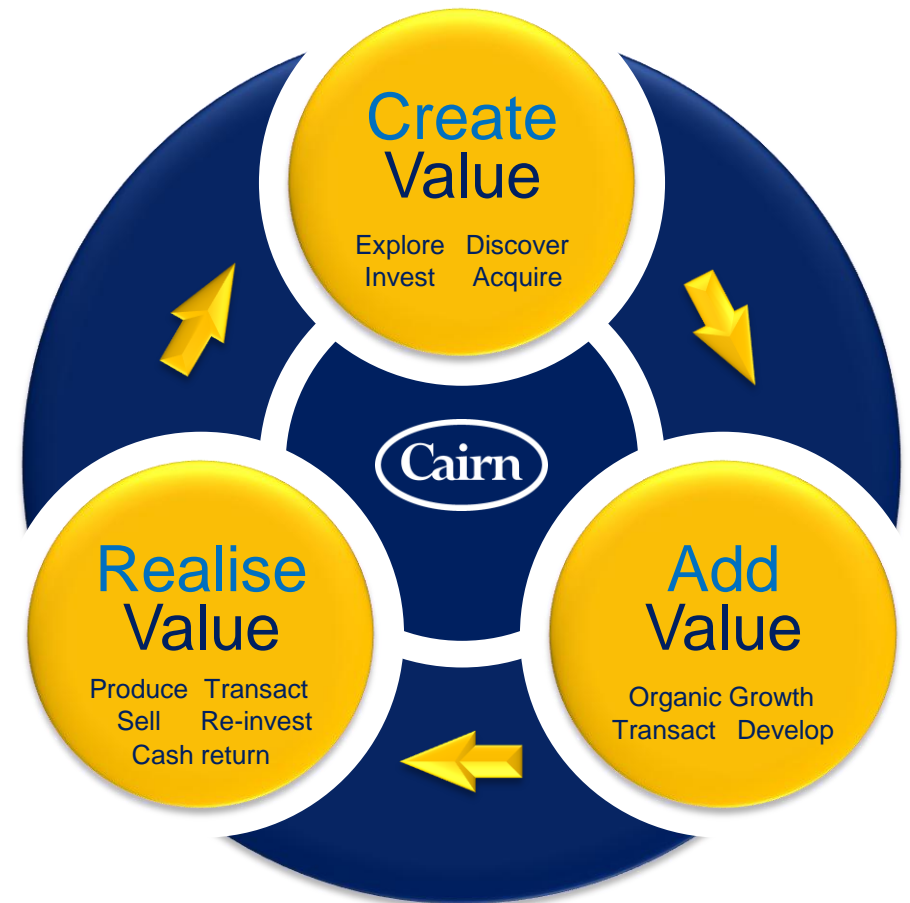 Create
Value
Explore Discover
Invest Acquire
Cairn
Realise
Value
Produce Transact
Sell Re-invest
Cash return
Add
Value
Organic Growth
Transact Develop